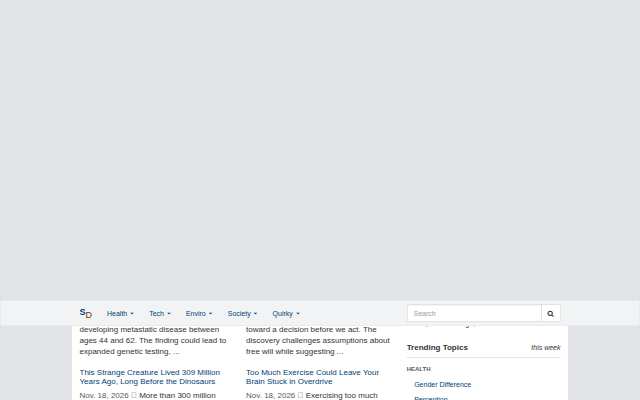 SD Health Tech Enviro Society Quirky Search
developing metastatic disease between
ages 44 and 62. The finding could lead to
expanded genetic testing, ...
This Strange Creature Lived 309 Million
Years Ago, Long Before the Dinosaurs
Nov. 18, 2026 More than 300 million
toward a decision before we act. The
discovery challenges assumptions about
free will while suggesting ...
Too Much Exercise Could Leave Your
Brain Stuck in Overdrive
Nov. 18, 2026 Exercising too much
Trending Topics this week
HEALTH
Gender Difference
Perception